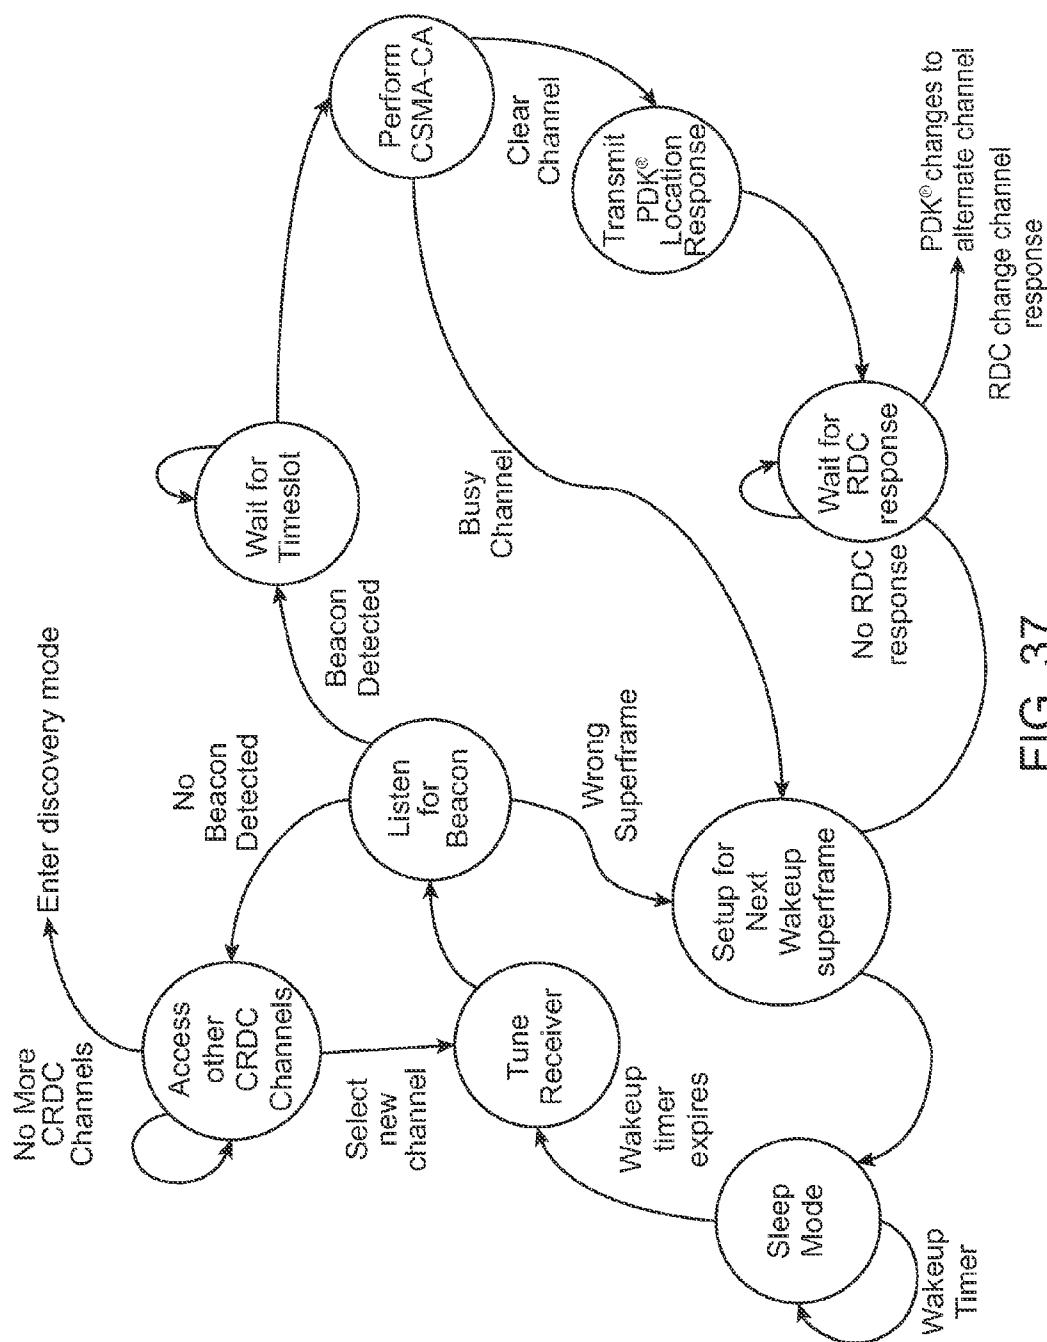 No More
CRDC
Channels
Enter discovery mode
Access
other
CRDC
Channels
No
Beacon
Detected
Select
new
channel
Tune
Receiver
Listen
for
Beacon
Beacon
Detected
Wait for
Timeslot
Perform
CSMA-CA
Clear
Channel
Busy
Channel
Transmit
PDK®
Location
Response
Wakeup
timer
expires
Wrong
Superframe
Sleep
Mode
Wakeup
Timer
Setup for
Next
Wakeup
superframe
No RDC
response
Wait for
RDC
response
PDK® changes to
alternate channel
RDC change channel
response
FIG. 37